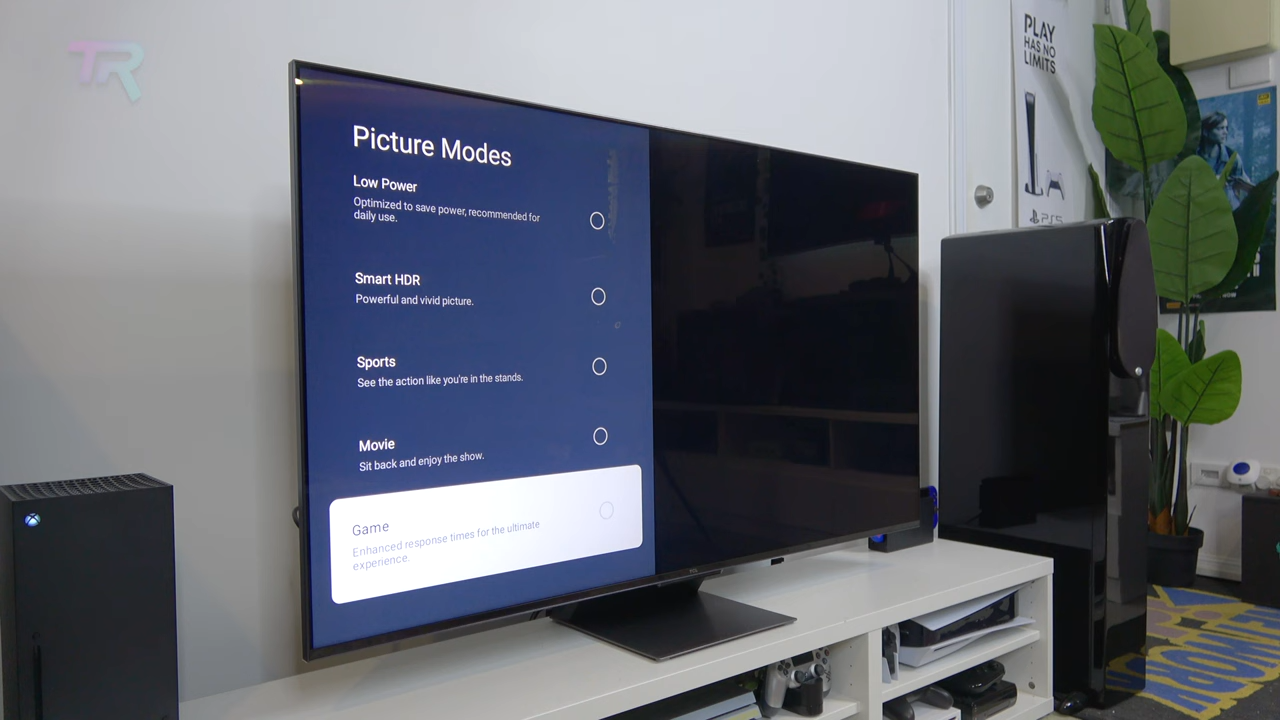 TR
PLAY
HAS NO
LIMITS
PS5
Picture Modes
Low Power
Optimized to save power, recommended for
daily use.
Smart HDR
Powerful and vivid picture.
Sports
See the action like you're in the stands.
Movie
Sit back and enjoy the show.
Game
Enhanced response times for the ultimate
experience.
TCL